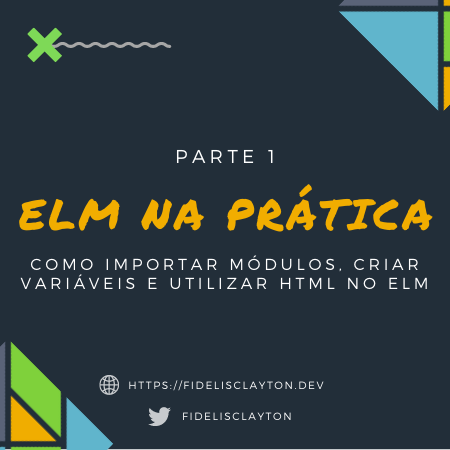 PARTE 1
ELM NA PRÁTICA
COMO IMPORTAR MÓDULOS, CRIAR
VARIÁVEIS E UTILIZAR HTML NO ELM
HTTPS://FIDELISCLAYTON.DEV
FIDELISCLAYTON